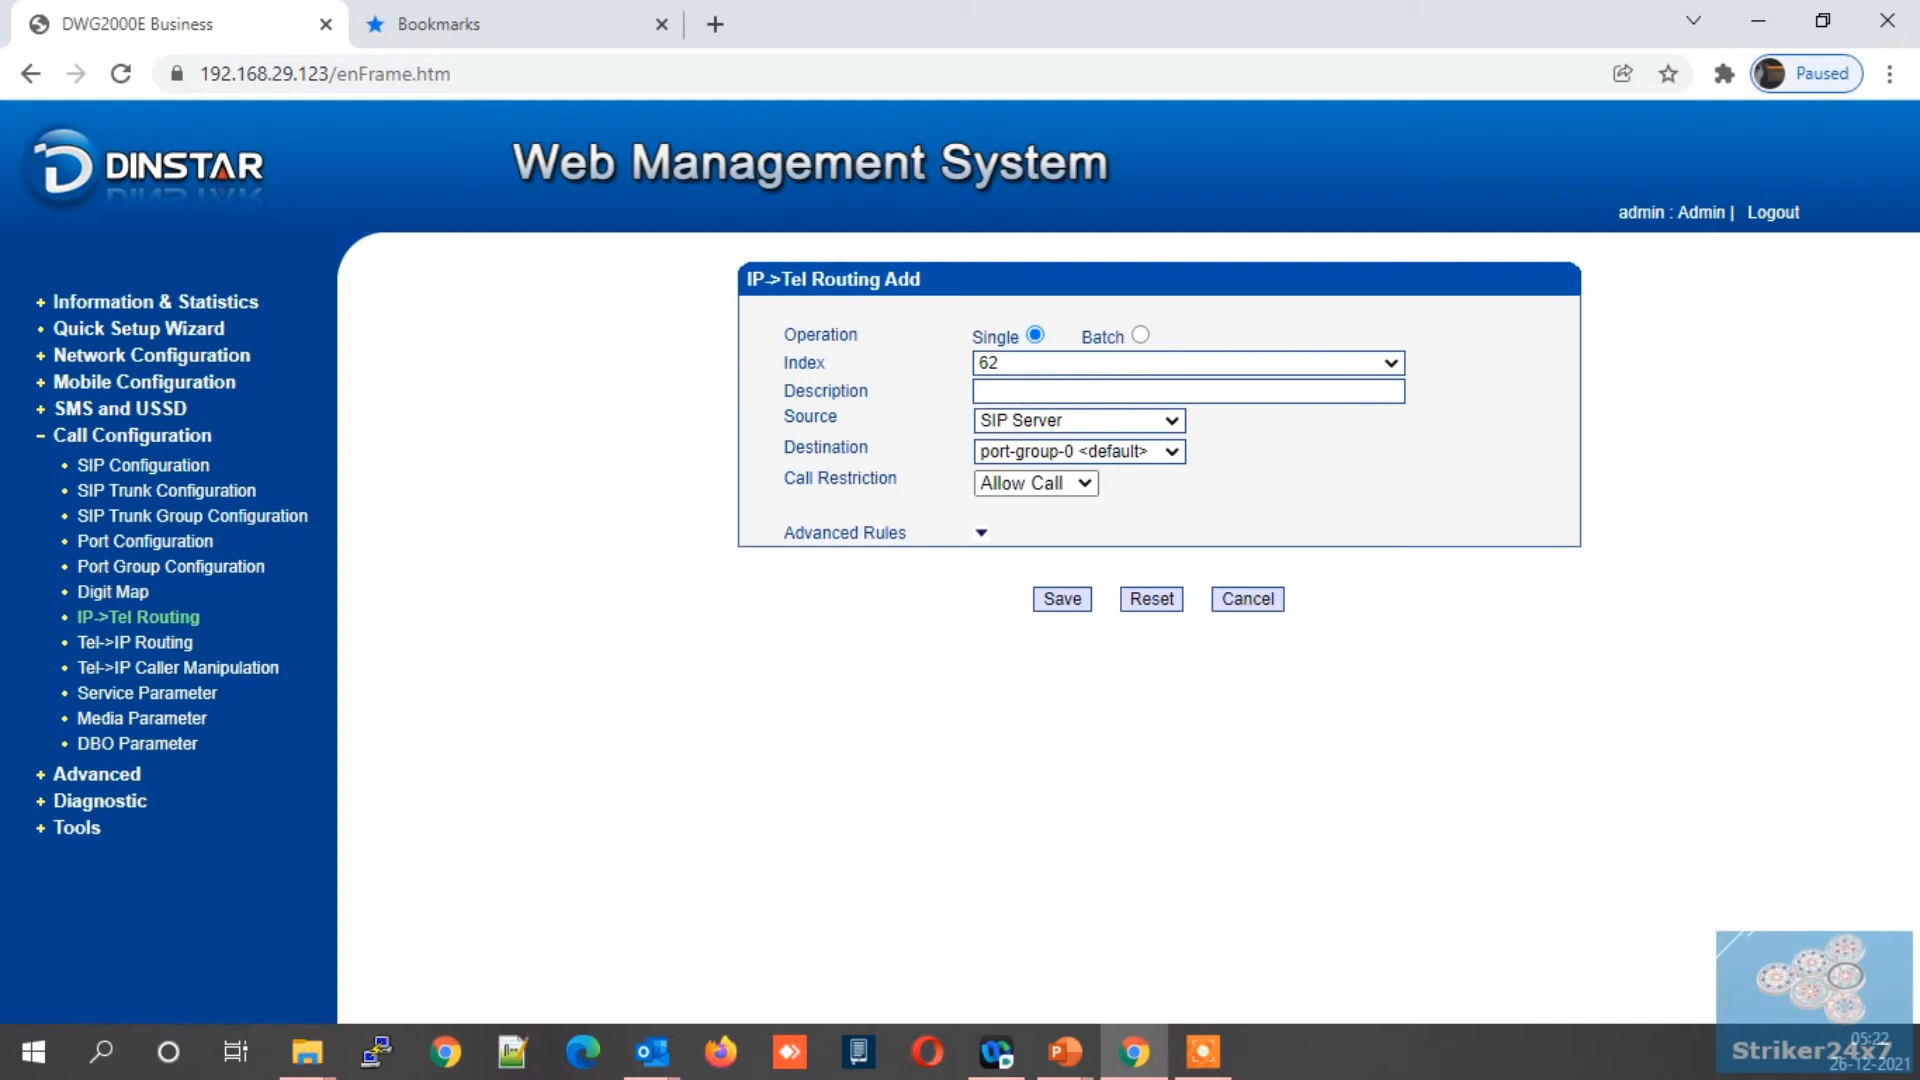 DWG2000E Business
Bookmarks
192.168.29.123/enFrame.htm
Paused
DINSTAR
Web Management System
admin : Admin | Logout
+ Information & Statistics
• Quick Setup Wizard
+ Network Configuration
+ Mobile Configuration
+ SMS and USSD
– Call Configuration
• SIP Configuration
• SIP Trunk Configuration
• SIP Trunk Group Configuration
• Port Configuration
• Port Group Configuration
• Digit Map
• IP->Tel Routing
• Tel->IP Routing
• Tel->IP Caller Manipulation
• Service Parameter
• Media Parameter
• DBO Parameter
+ Advanced
+ Diagnostic
+ Tools
IP->Tel Routing Add
Operation Single Batch
Index 62
Description
Source SIP Server
Destination port-group-0 <default>
Call Restriction Allow Call
Advanced Rules
Save Reset Cancel
05:22
Striker24x7
26-12-2021